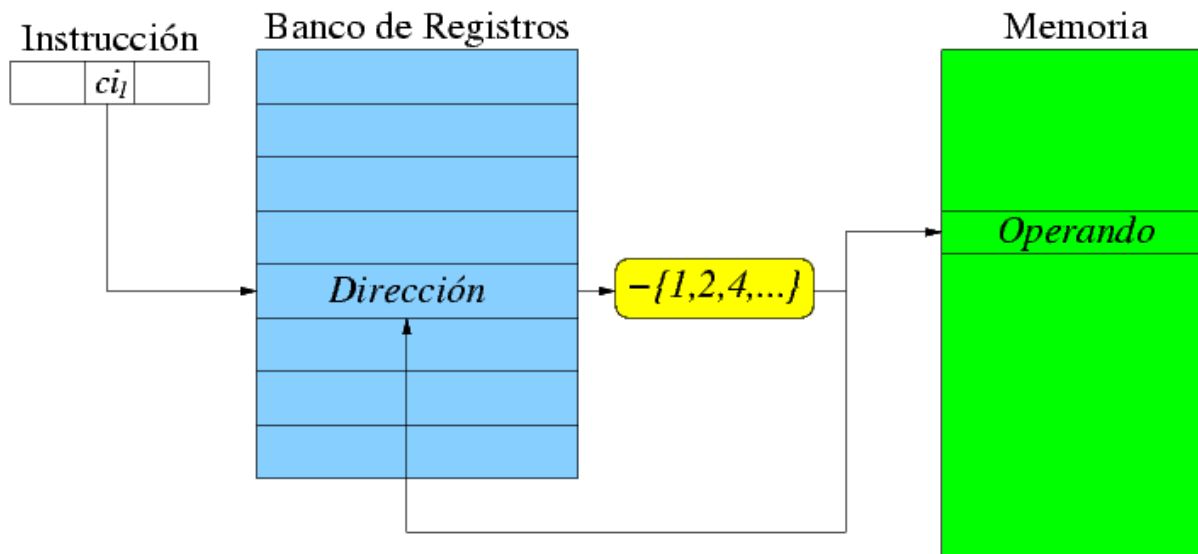 Instrucción
Banco de Registros
Memoria
ci₁
Operando
Dirección
−{1,2,4,...}